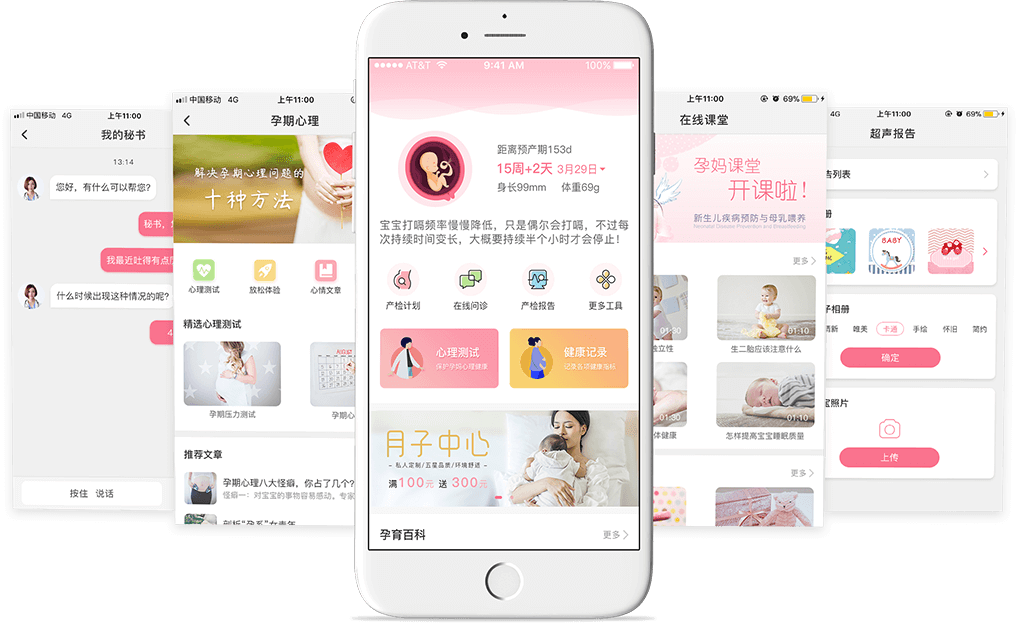 中国移动 4G
上午11:00
我的秘书
13:14
您好，有什么可帮您?
秘书，
我最近吐得有点
什么时候出现这种情况的呢?
4
按住 说话
中国移动 4G
上午11:00
孕期心理
解决孕期心理问题的
十种方法
心理测试
放松体验
心情文章
精选心理测试
孕期压力测试
孕期心
推荐文章
孕期心理八大怪癖，你占了几个?
怪癖一：对宝宝的事物容易感动。专家
剖析“孕系”女青年
AT&T
9:41 AM
100%
距离预产期153d
15周+2天 3月29日
身长99mm 体重69g
宝宝打嗝频率慢慢降低，只是偶尔会打嗝，不过每
次持续时间变长，大概要持续半个小时才会停止！
产检计划
在线问诊
产检报告
更多工具
心理测试
保护孕妈心理健康
健康记录
记录各项健康指标
月子中心
- 私人定制/五星品质/环境舒适 -
满100元 送 300元
孕育百科
更多
上午11:00
69%
在线课堂
孕妈课堂
开课啦！
新生儿疾病预防与母乳喂养
Neonatal Disease Prevention and Breastfeeding
更多
01:30
01:10
独立性
生二胎应该注意什么
01:10
体健康
怎样提高宝宝睡眠质量
更多
4G
上午11:00
69%
超声报告
告列表
册
BABY
子相册
清新
唯美
卡通
手绘
怀旧
简约
确定
宝照片
上传